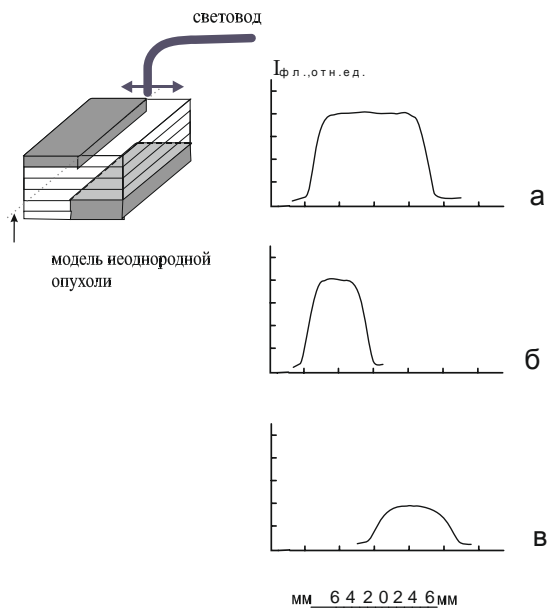 световод
Iфл.,отн.ед.
а
модель неоднородной
опухоли
б
в
мм 6 4 2 0 2 4 6 мм